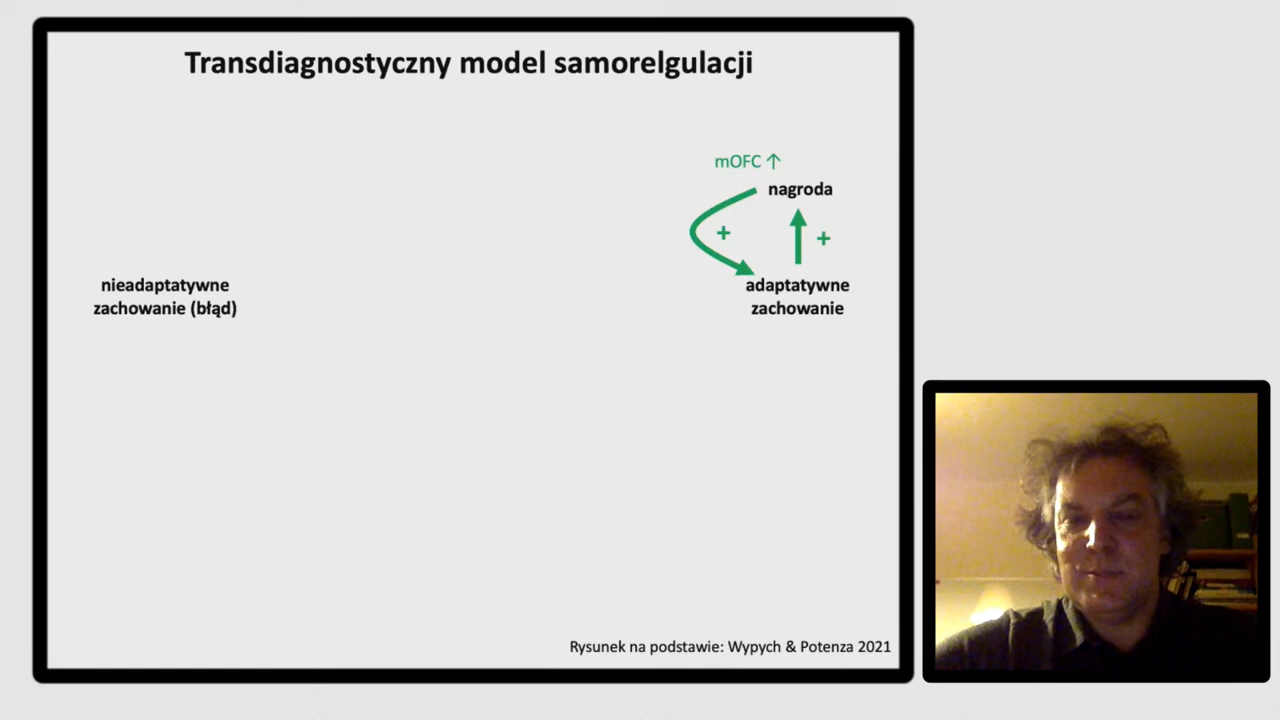 Transdiagnostyczny model samorelgulacji
mOFC ↑
nagroda
+
+
nieadaptatywne
zachowanie (błąd)
adaptatywne
zachowanie
Rysunek na podstawie: Wypych & Potenza 2021